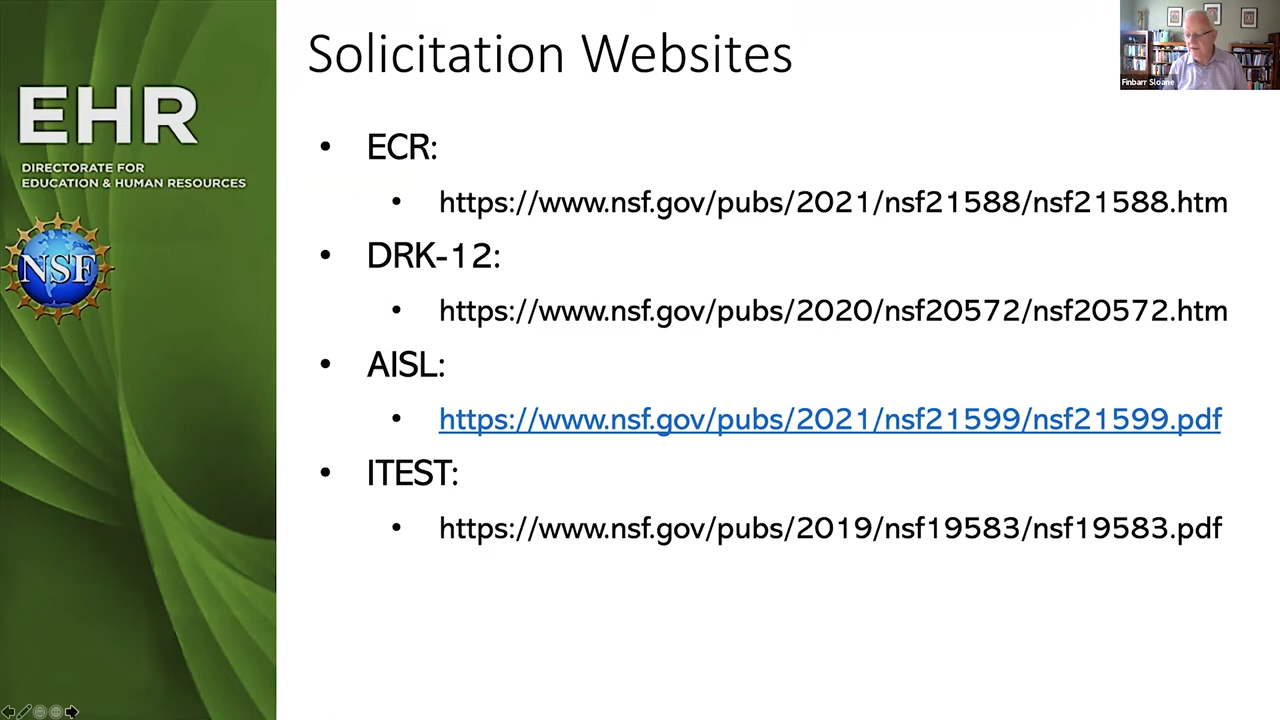 Solicitation Websites
Finbarr Sloane
EHR
DIRECTORATE FOR
EDUCATION & HUMAN RESOURCES
NSF
• ECR:
• https://www.nsf.gov/pubs/2021/nsf21588/nsf21588.htm
• DRK-12:
• https://www.nsf.gov/pubs/2020/nsf20572/nsf20572.htm
• AISL:
• https://www.nsf.gov/pubs/2021/nsf21599/nsf21599.pdf
• ITEST:
• https://www.nsf.gov/pubs/2019/nsf19583/nsf19583.pdf